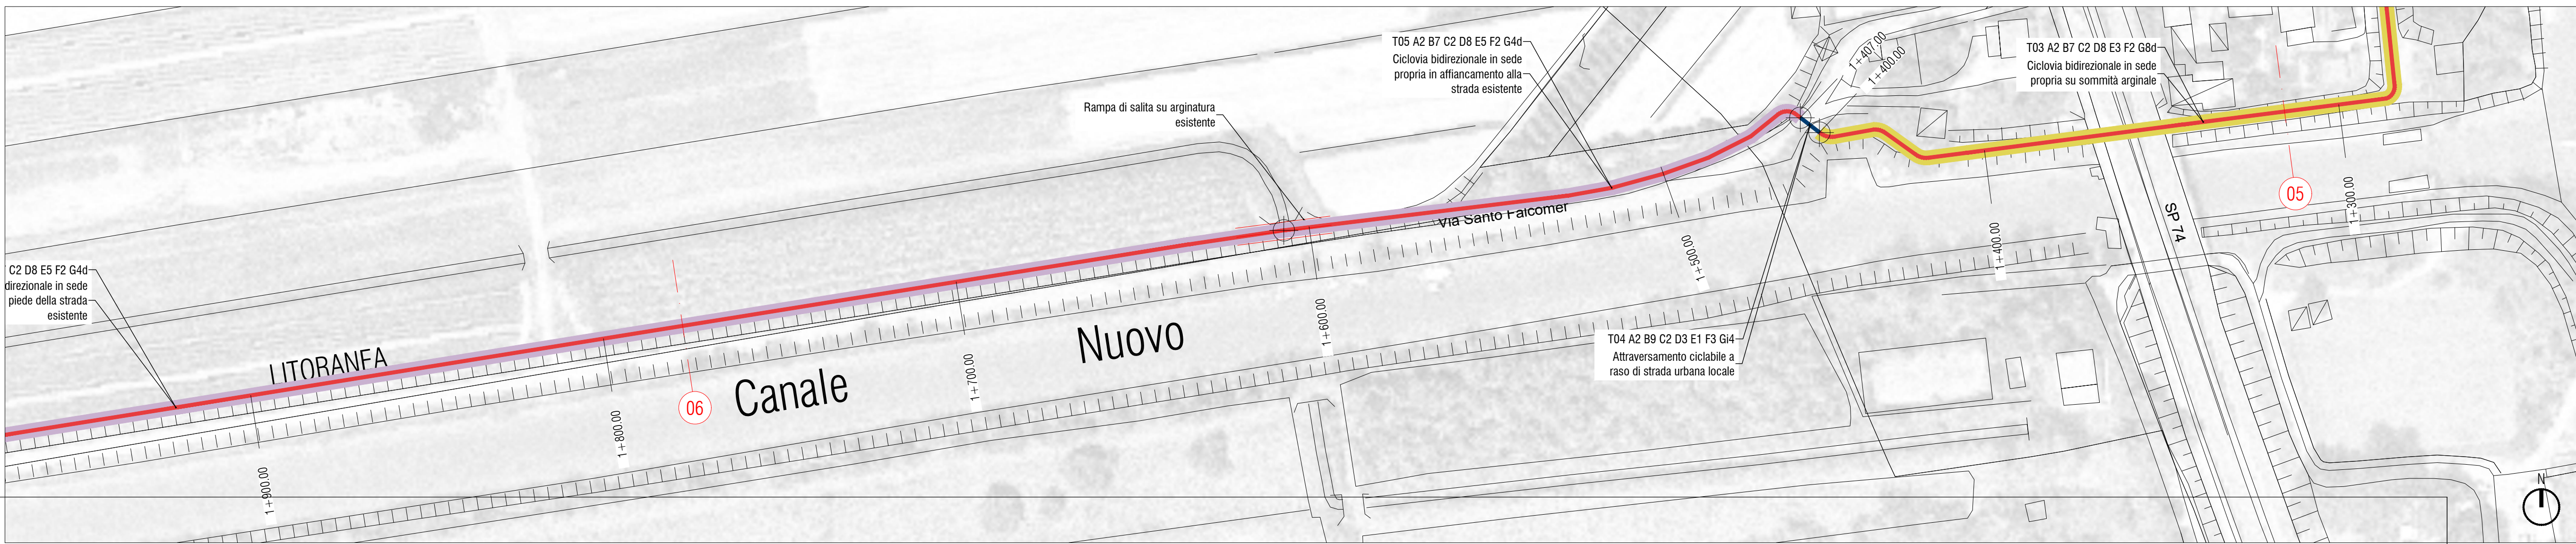 T05 A2 B7 C2 D8 E5 F2 G4d
Ciclovia bidirezionale in sede
propria in affiancamento alla
strada esistente
1+407.00
1+400.00
T03 A2 B7 C2 D8 E3 F2 G8d
Ciclovia bidirezionale in sede
propria su sommità arginale
Rampa di salita su arginatura
esistente
05
1+300.00
SP 74
Via Santo Falcomer
1+400.00
1+500.00
C2 D8 E5 F2 G4d
direzionale in sede
piede della strada
esistente
1+600.00
T04 A2 B9 C2 D3 E1 F3 Gi4
Attraversamento ciclabile a
raso di strada urbana locale
Nuovo
LITORANEA
1+700.00
Canale
06
1+800.00
1+900.00
N